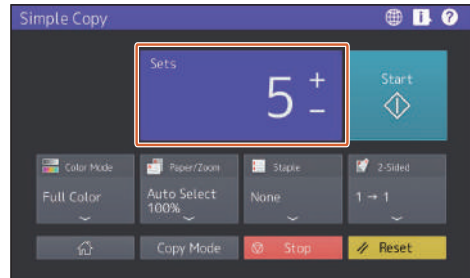 Simple Copy
Sets
5
+
-
Start
Color Mode
Full Color
Paper/Zoom
Auto Select
100%
Staple
None
2-Sided
1 → 1
Copy Mode
Stop
Reset